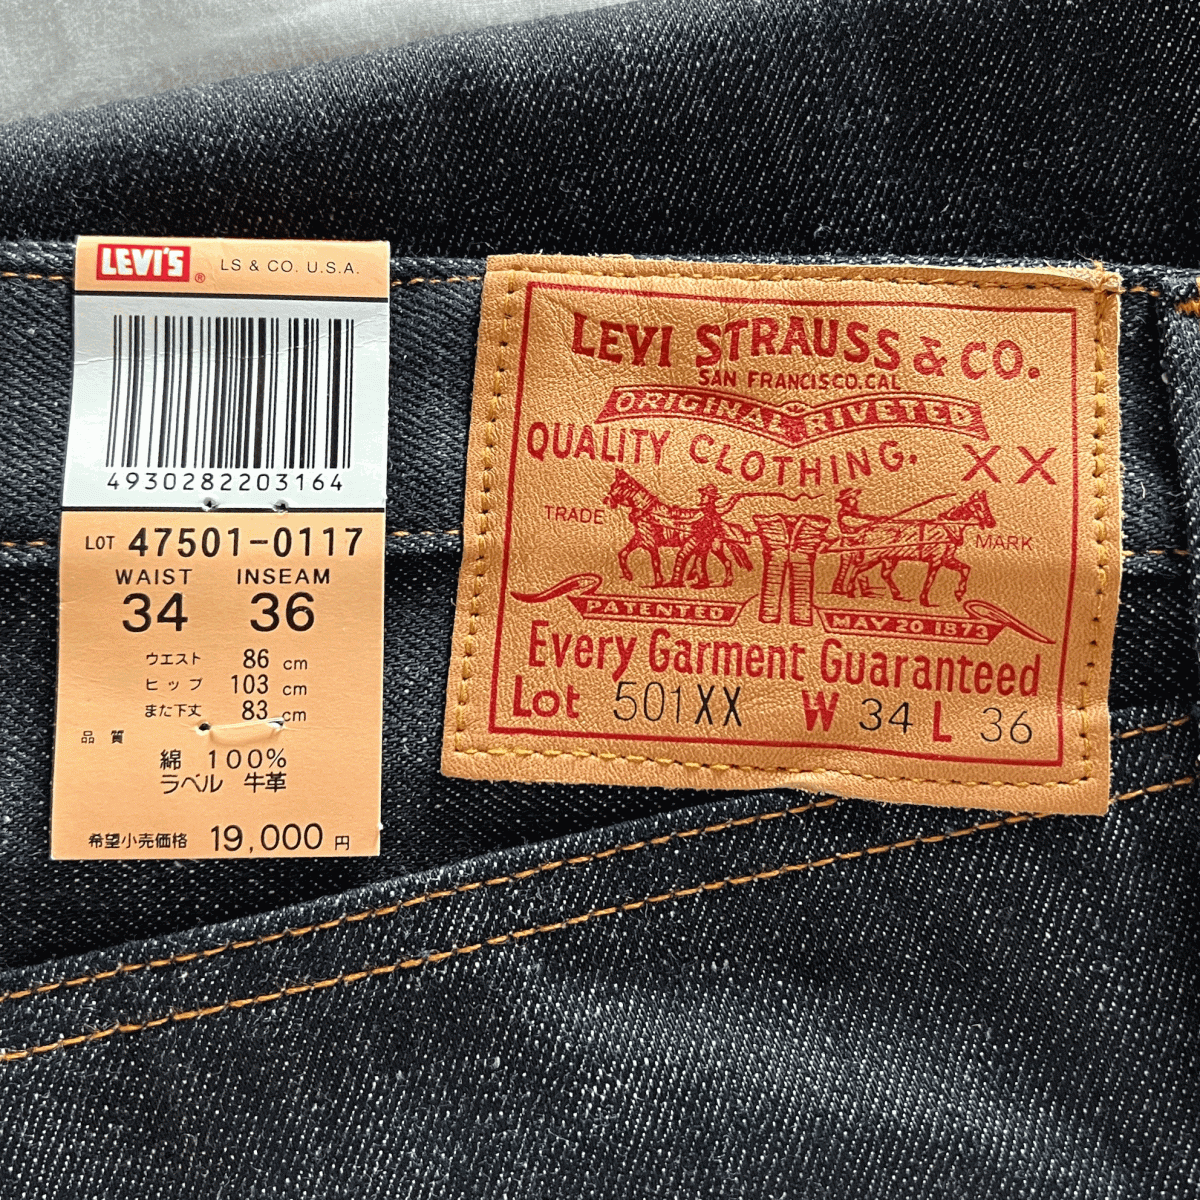 LEVI'S ® LS & CO. U.S.A.
4930282203164
LOT 47501-0117
WAIST INSEAM
34 36
ウエスト 86 cm
ヒップ 103 cm
また下丈 83 cm
品質
綿 100%
ラベル 牛革
希望小売価格 19,000 円
LEVI STRAUSS & CO.
SAN FRANCISCO.CAL
ORIGINAL RIVETED
QUALITY CLOTHING. XX
TRADE MARK
PATENTED MAY 20 1873
Every Garment Guaranteed
Lot 501XX W 34 L 36